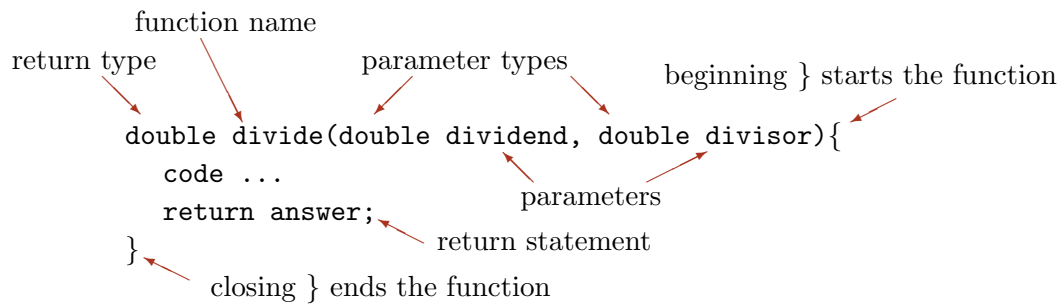 function name
return type
parameter types
beginning } starts the function
double divide(double dividend, double divisor){
code ...
parameters
return answer;
return statement
}
closing } ends the function